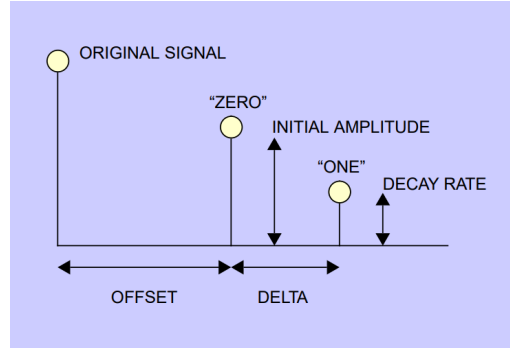 ORIGINAL SIGNAL
“ZERO”
INITIAL AMPLITUDE
“ONE”
DECAY RATE
OFFSET
DELTA